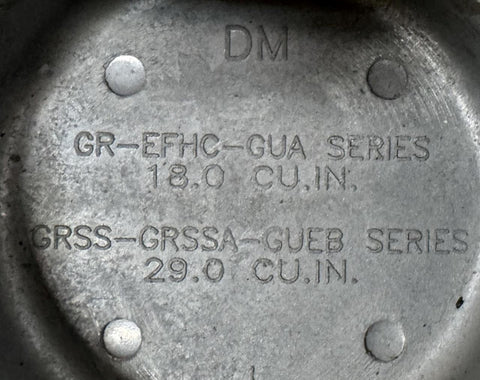 DM
GR-EFHC-GUA SERIES
18.0 CU.IN.
GRSS-GRSSA-GUEB SERIES
29.0 CU.IN.